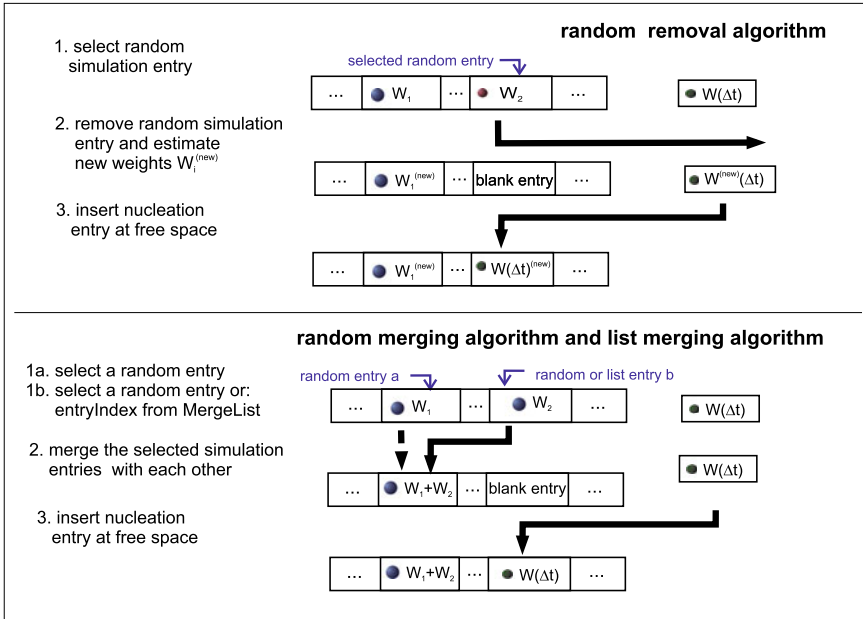 random removal algorithm
1. select random
simulation entry
selected random entry
... W₁ ... W₂ ... W(Δt)
2. remove random simulation
entry and estimate
new weights Wᵢ⁽ⁿᵉʷ⁾
... W₁⁽ⁿᵉʷ⁾ ... blank entry ... W⁽ⁿᵉʷ⁾(Δt)
3. insert nucleation
entry at free space
... W₁⁽ⁿᵉʷ⁾ ... W(Δt)⁽ⁿᵉʷ⁾ ...
random merging algorithm and list merging algorithm
1a. select a random entry
1b. select a random entry or:
entryIndex from MergeList
random entry a
random or list entry b
... W₁ ... W₂ ... W(Δt)
2. merge the selected simulation
entries with each other
W(Δt)
... W₁+W₂ ... blank entry ...
3. insert nucleation
entry at free space
... W₁+W₂ ... W(Δt) ...